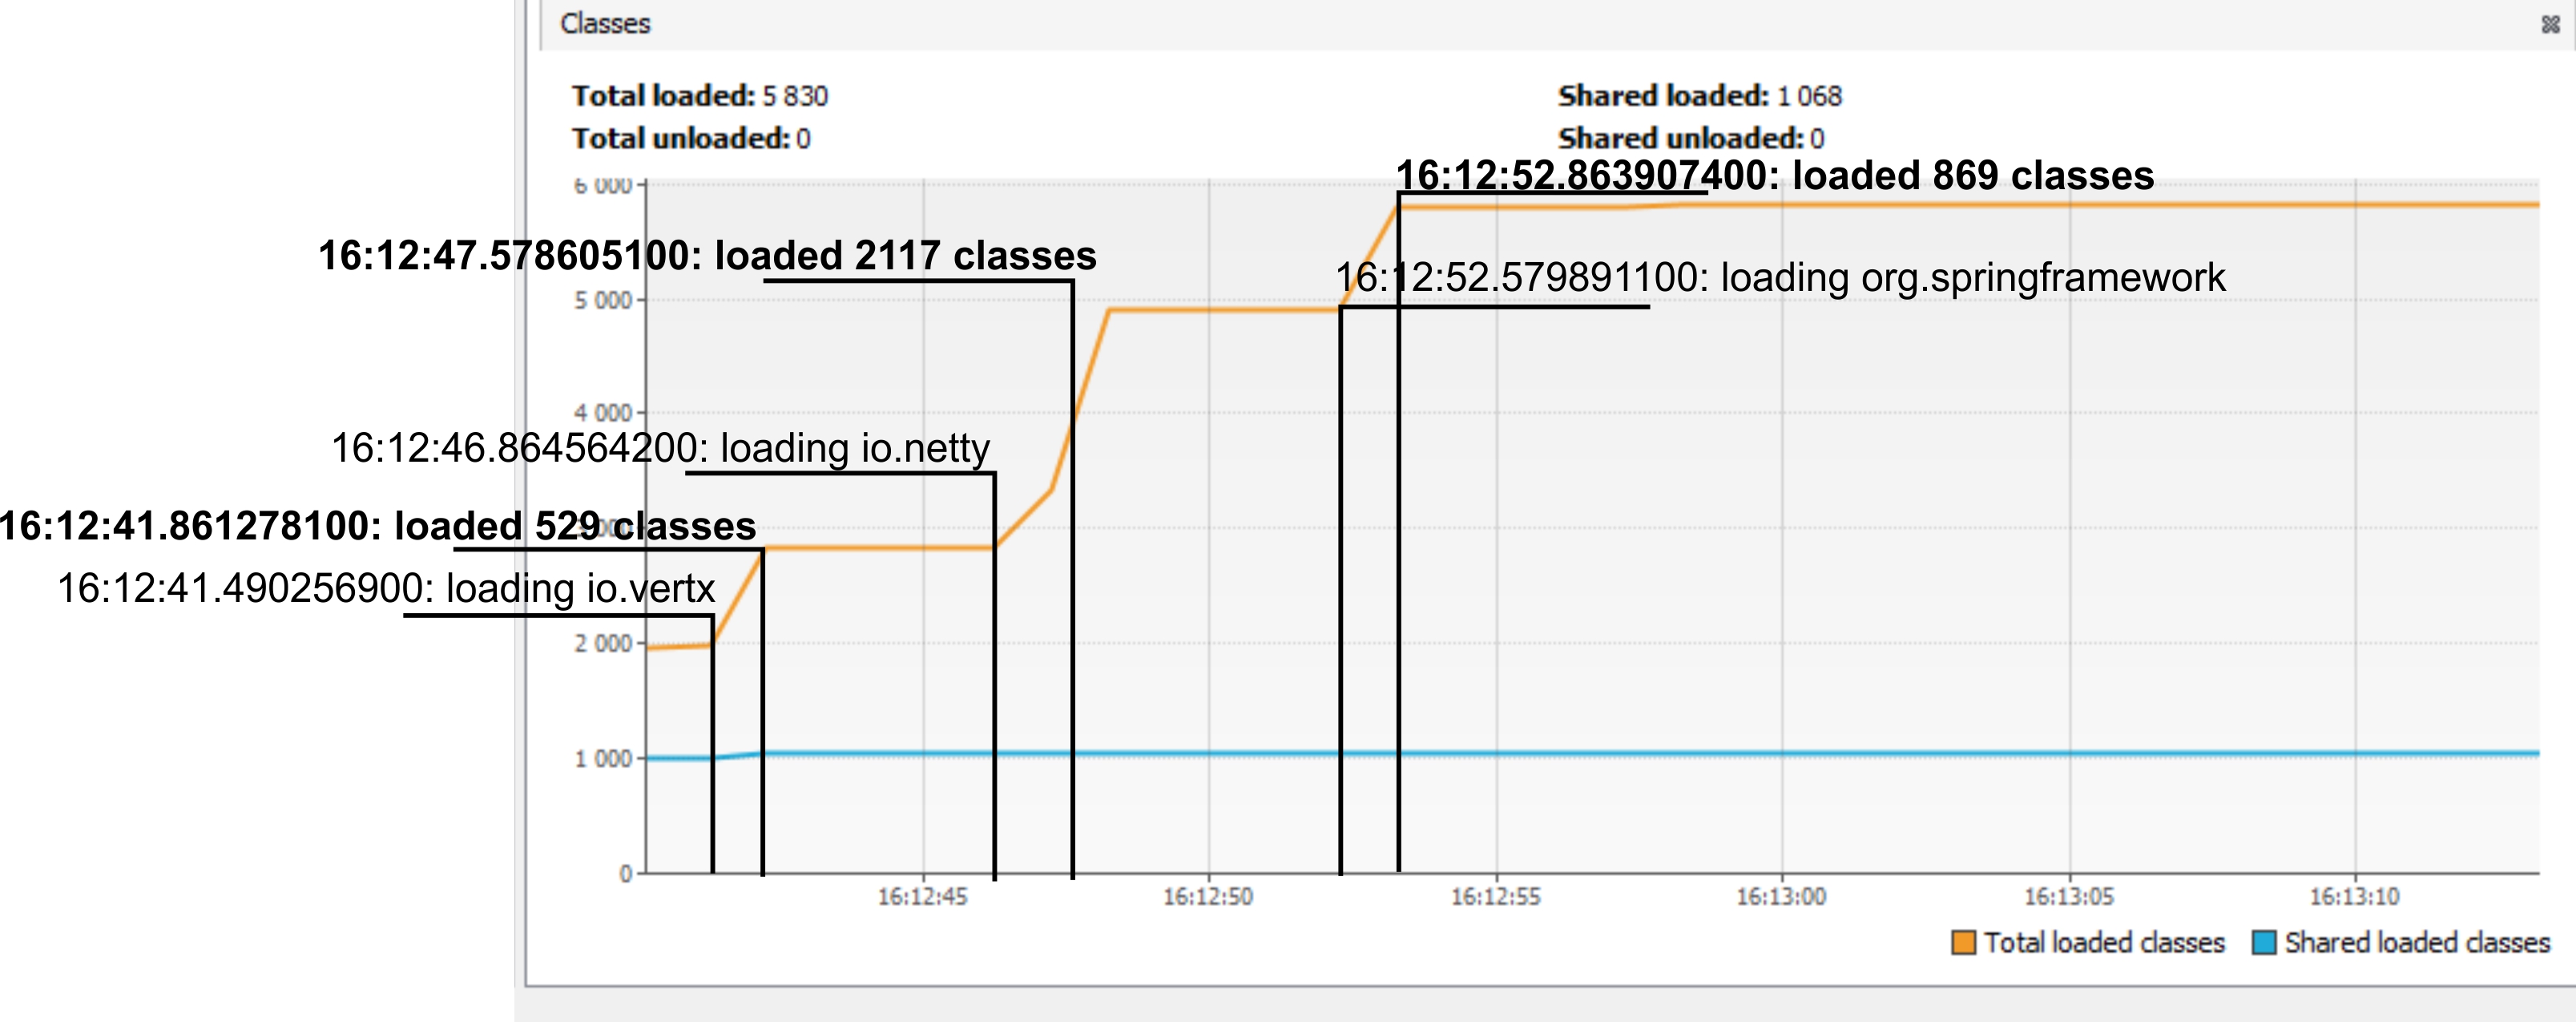 Classes
Total loaded: 5 830
Shared loaded: 1 068
Total unloaded: 0
Shared unloaded: 0
16:12:52.863907400: loaded 869 classes
6 000
16:12:47.578605100: loaded 2117 classes
16:12:52.579891100: loading org.springframework
5 000
4 000
16:12:46.864564200: loading io.netty
16:12:41.861278100: loaded 529 classes
16:12:41.490256900: loading io.vertx
2 000
1 000
0
16:12:45 16:12:50 16:12:55 16:13:00 16:13:05 16:13:10
Total loaded classes Shared loaded classes